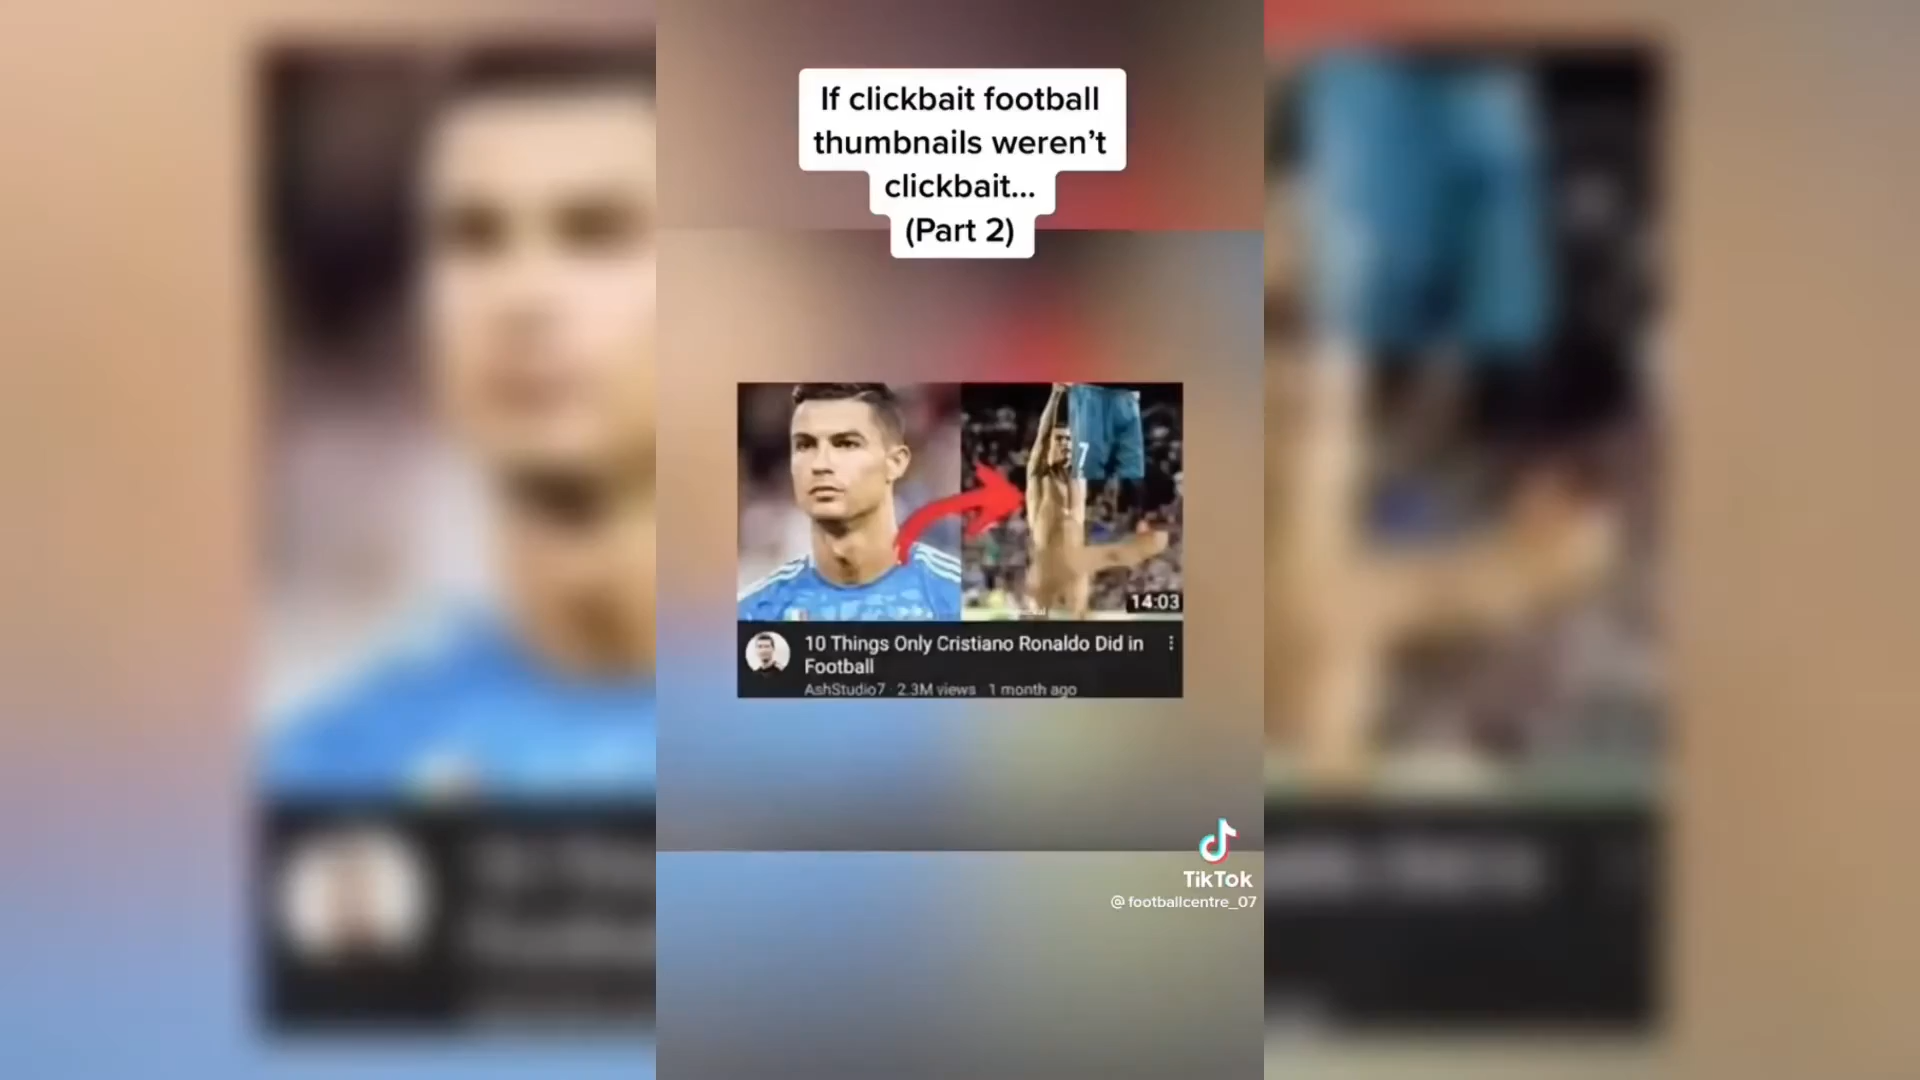 If clickbait football
thumbnails weren’t
clickbait...
(Part 2)
7
14:03
10 Things Only Cristiano Ronaldo Did in
Football
AshStudio7 2.3M views 1 month ago
TikTok
@footballcentre_07